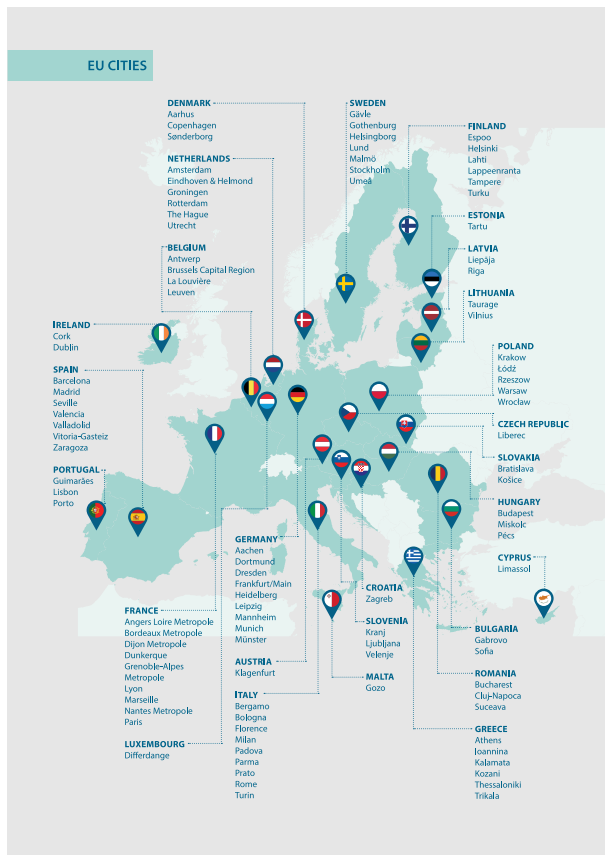 EU CITIES
DENMARK
Aarhus
Copenhagen
Sønderborg
NETHERLANDS
Amsterdam
Eindhoven & Helmond
Groningen
Rotterdam
The Hague
Utrecht
BELGIUM
Antwerp
Brussels Capital Region
La Louvière
Leuven
SWEDEN
Gävle
Gothenburg
Helsingborg
Lund
Malmö
Stockholm
Umeå
FINLAND
Espoo
Helsinki
Lahti
Lappeenranta
Tampere
Turku
ESTONIA
Tartu
LATVIA
Liepāja
Riga
LITHUANIA
Taurage
Vilnius
IRELAND
Cork
Dublin
SPAIN
Barcelona
Madrid
Seville
Valencia
Valladolid
Vitoria-Gasteiz
Zaragoza
PORTUGAL
Guimarães
Lisbon
Porto
POLAND
Krakow
Łódź
Rzeszow
Warsaw
Wrocław
CZECH REPUBLIC
Liberec
SLOVAKIA
Bratislava
Košice
HUNGARY
Budapest
Miskolc
Pécs
CYPRUS
Limassol
GERMANY
Aachen
Dortmund
Dresden
Frankfurt/Main
Heidelberg
Leipzig
Mannheim
Munich
Münster
AUSTRIA
Klagenfurt
ITALY
Bergamo
Bologna
Florence
Milan
Padova
Parma
Prato
Rome
Turin
FRANCE
Angers Loire Metropole
Bordeaux Metropole
Dijon Metropole
Dunkerque
Grenoble-Alpes
Metropole
Lyon
Marseille
Nantes Metropole
Paris
LUXEMBOURG
Differdange
CROATIA
Zagreb
SLOVENIA
Kranj
Ljubljana
Velenje
MALTA
Gozo
BULGARIA
Gabrovo
Sofia
ROMANIA
Bucharest
Cluj-Napoca
Suceava
GREECE
Athens
Ioannina
Kalamata
Kozani
Thessaloniki
Trikala